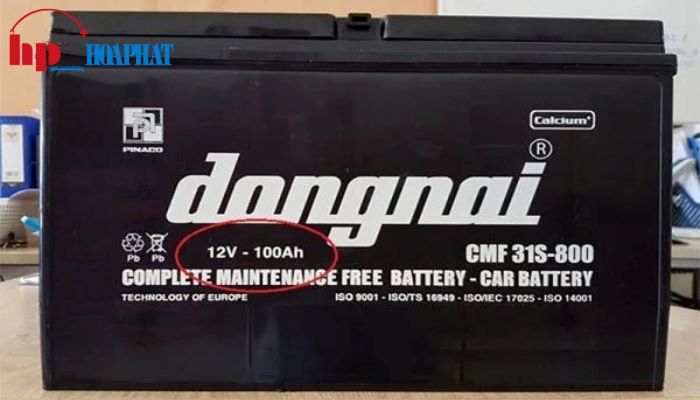 hp HOAPHAT
PINACO
Calcium+
dongnai®
12V - 100Ah
CMF 31S-800
Pb Pb
COMPLETE MAINTENANCE FREE BATTERY - CAR BATTERY
TECHNOLOGY OF EUROPE
ISO 9001 - ISO/TS 16949 - ISO/IEC 17025 - ISO 14001